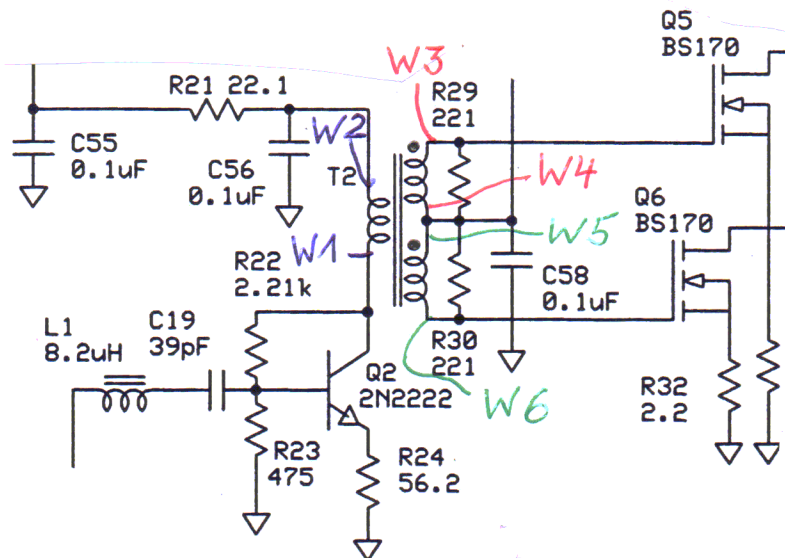 Q5
BS170
W3
R21 22.1
R29
221
W2
C55
0.1uF
C56
0.1uF
T2
W4
Q6
BS170
W5
W1
R22
2.21k
C58
0.1uF
L1
8.2uH
C19
39pF
R30
221
Q2
2N2222
R32
2.2
W6
R23
475
R24
56.2